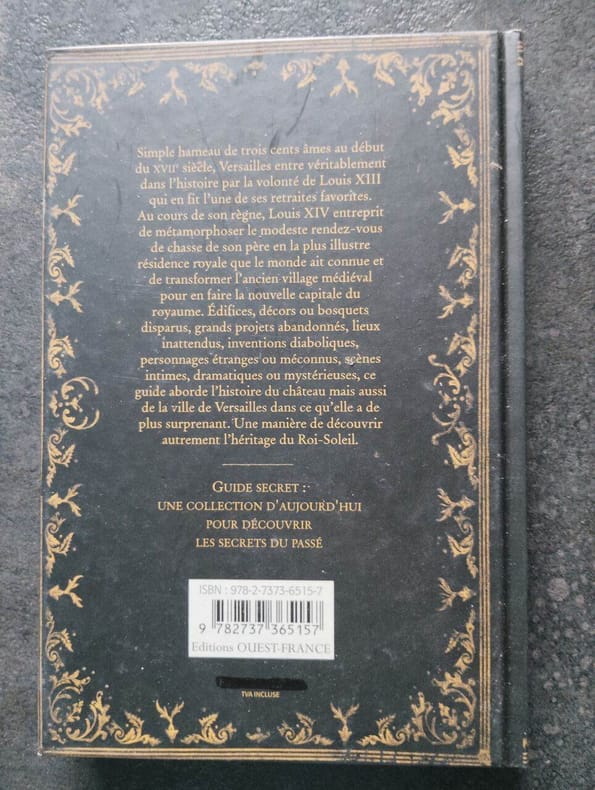 Simple hameau de trois cents âmes au début
du XVIIe siècle, Versailles entre véritablement
dans l'histoire par la volonté de Louis XIII
qui en fit l'une de ses retraites favorites.
Au cours de son règne, Louis XIV entreprit
de métamorphoser le modeste rendez-vous
de chasse de son père en la plus illustre
résidence royale que le monde ait connue et
de transformer l'ancien village médiéval
pour en faire la nouvelle capitale du
royaume. Édifices, décors ou bosquets
disparus, grands projets abandonnés, lieux
inattendus, inventions diaboliques,
personnages étranges ou méconnus, scènes
intimes, dramatiques ou mystérieuses, ce
guide aborde l'histoire du château mais aussi
de la ville de Versailles dans ce qu'elle a de
plus surprenant. Une manière de découvrir
autrement l'héritage du Roi-Soleil.
GUIDE SECRET :
UNE COLLECTION D'AUJOURD'HUI
POUR DÉCOUVRIR
LES SECRETS DU PASSÉ
ISBN : 978-2-7373-6515-7
9 782737 365157
Editions OUEST-FRANCE
TVA INCLUSE